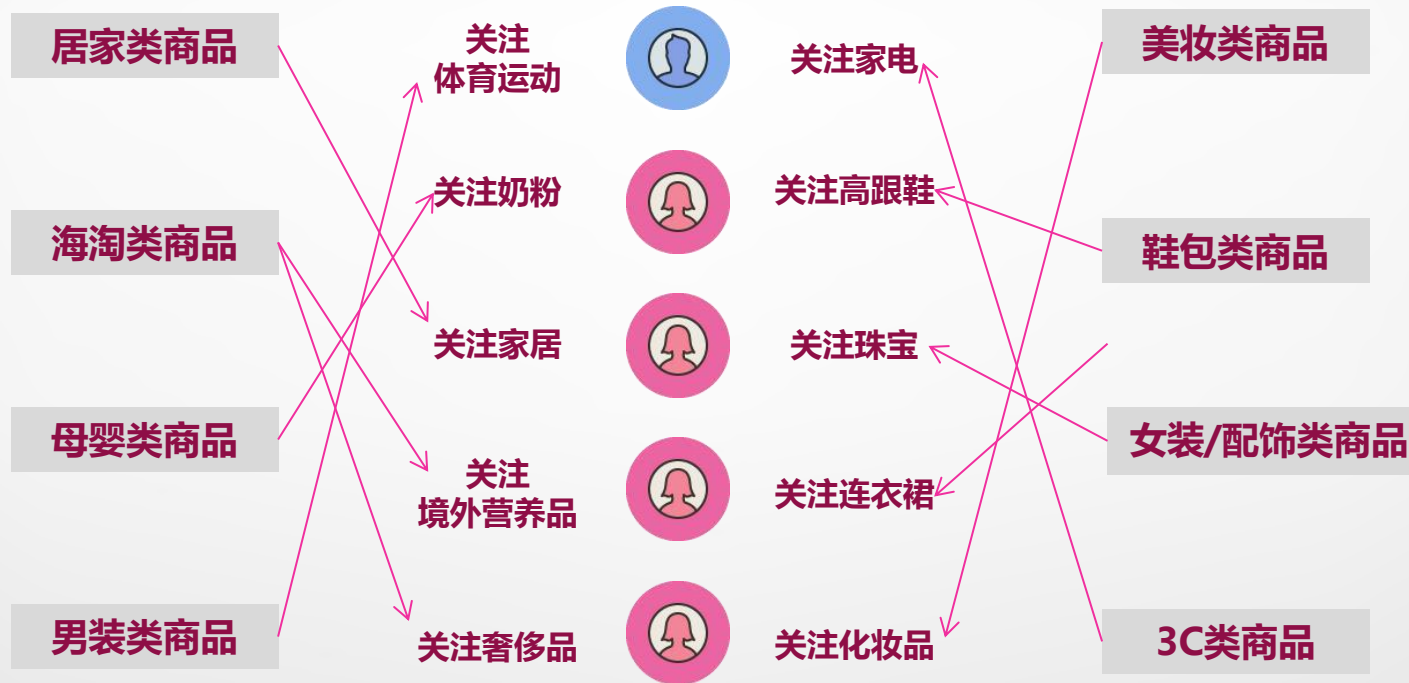 居家类商品
海淘类商品
母婴类商品
男装类商品
关注
体育运动
关注奶粉
关注家居
关注
境外营养品
关注奢侈品
关注家电
关注高跟鞋
关注珠宝
关注连衣裙
关注化妆品
美妆类商品
鞋包类商品
女装/配饰类商品
3C类商品